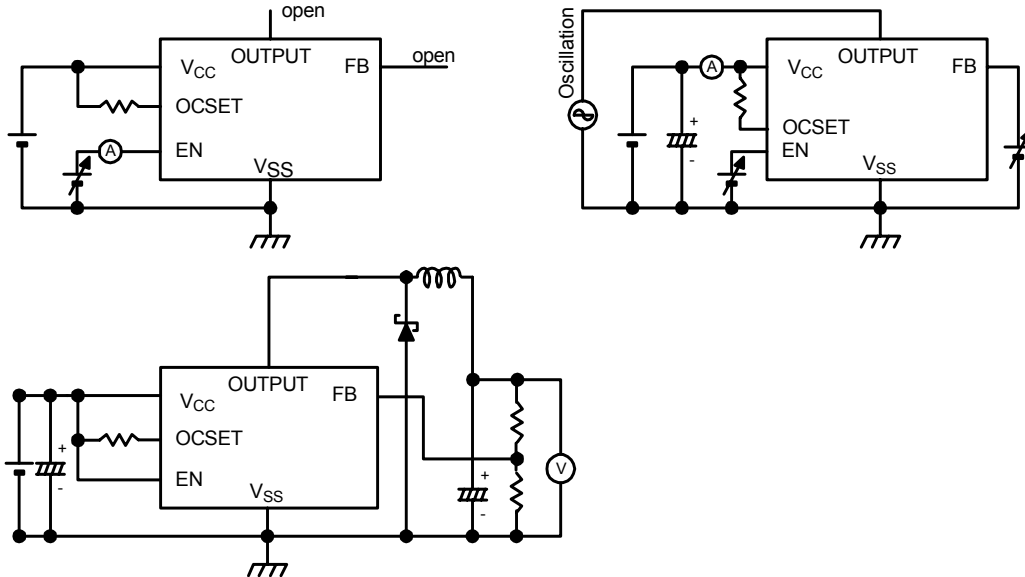 open
OUTPUT
VCC
FB
open
OCSET
EN
A
VSS
Oscillation
A
+
-
OUTPUT
VCC
FB
OCSET
EN
VSS
OUTPUT
VCC
FB
OCSET
EN
VSS
+
-
+
-
V